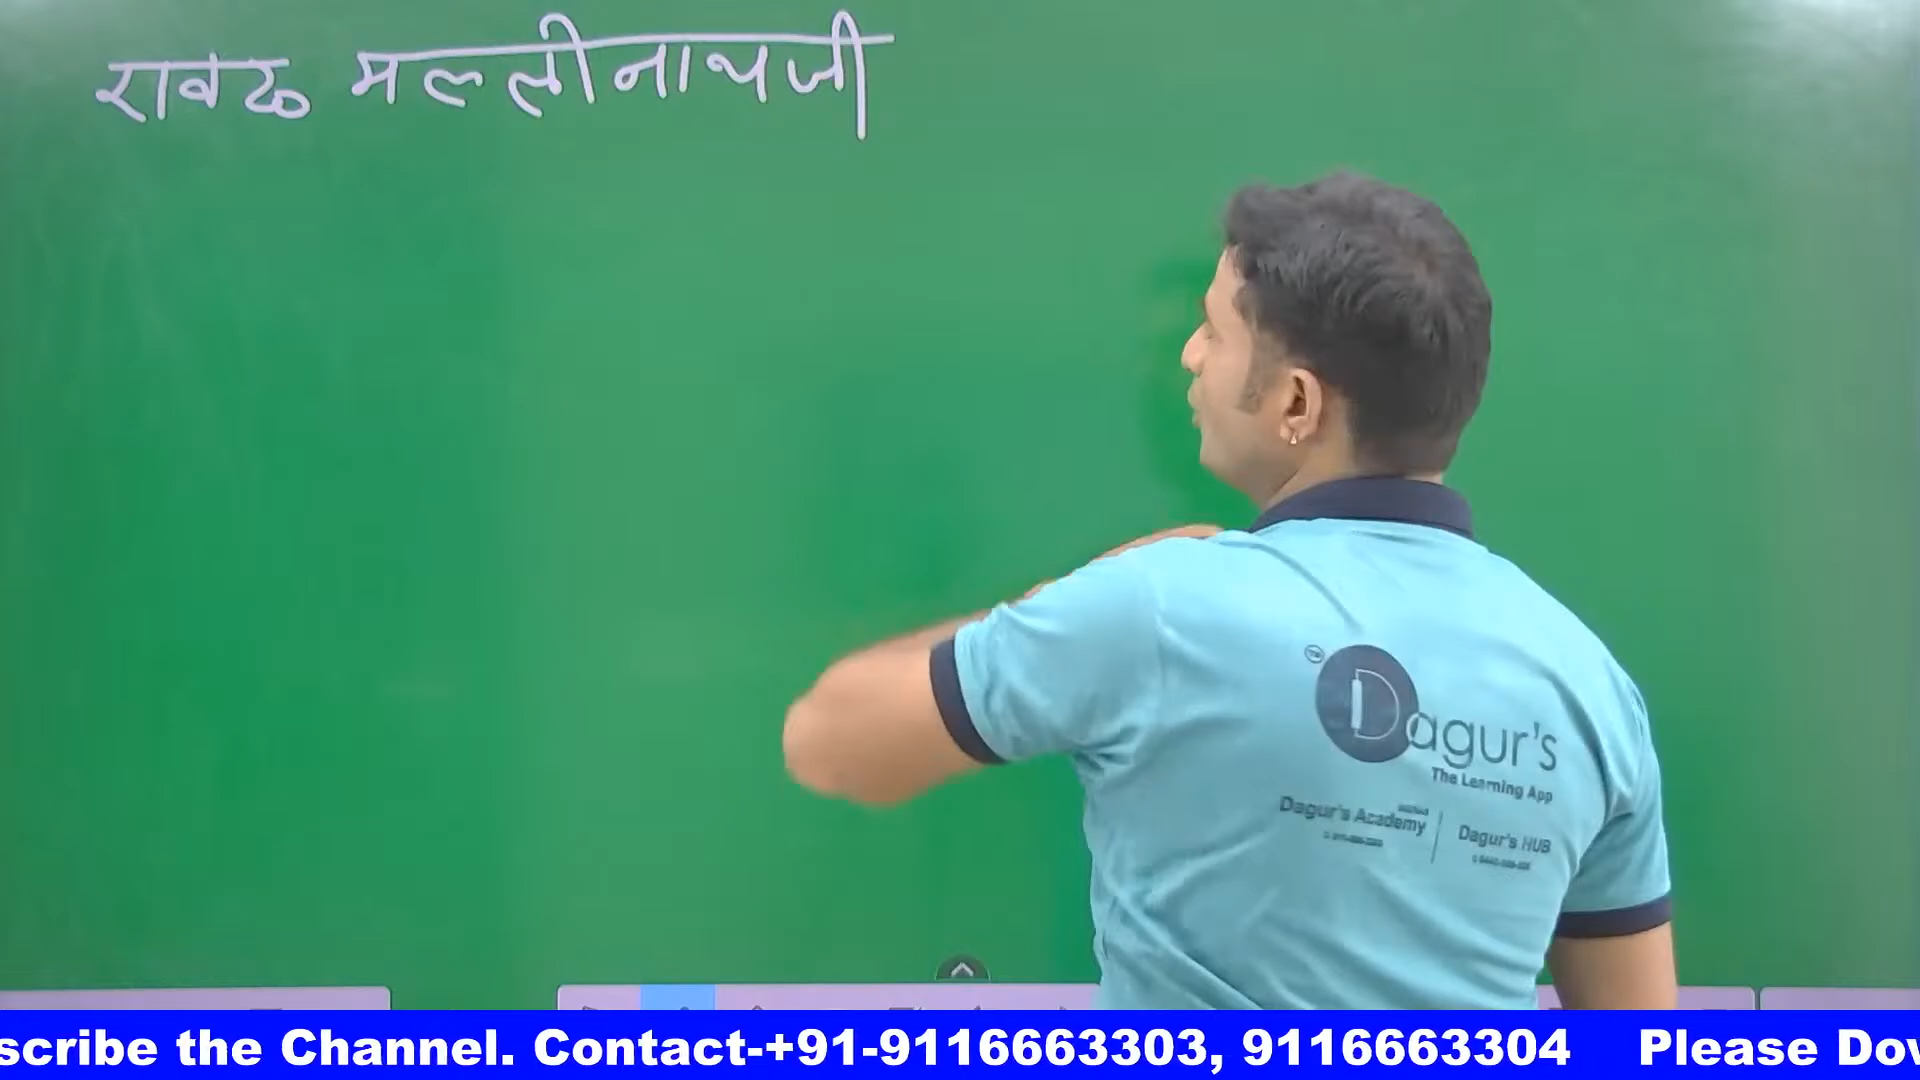 रावळ मल्लीनाथजी
TM
Dagur's
The Learning App
Dagur's Academy
Dagur's HUB
scribe the Channel. Contact-+91-9116663303, 9116663304 Please Dov